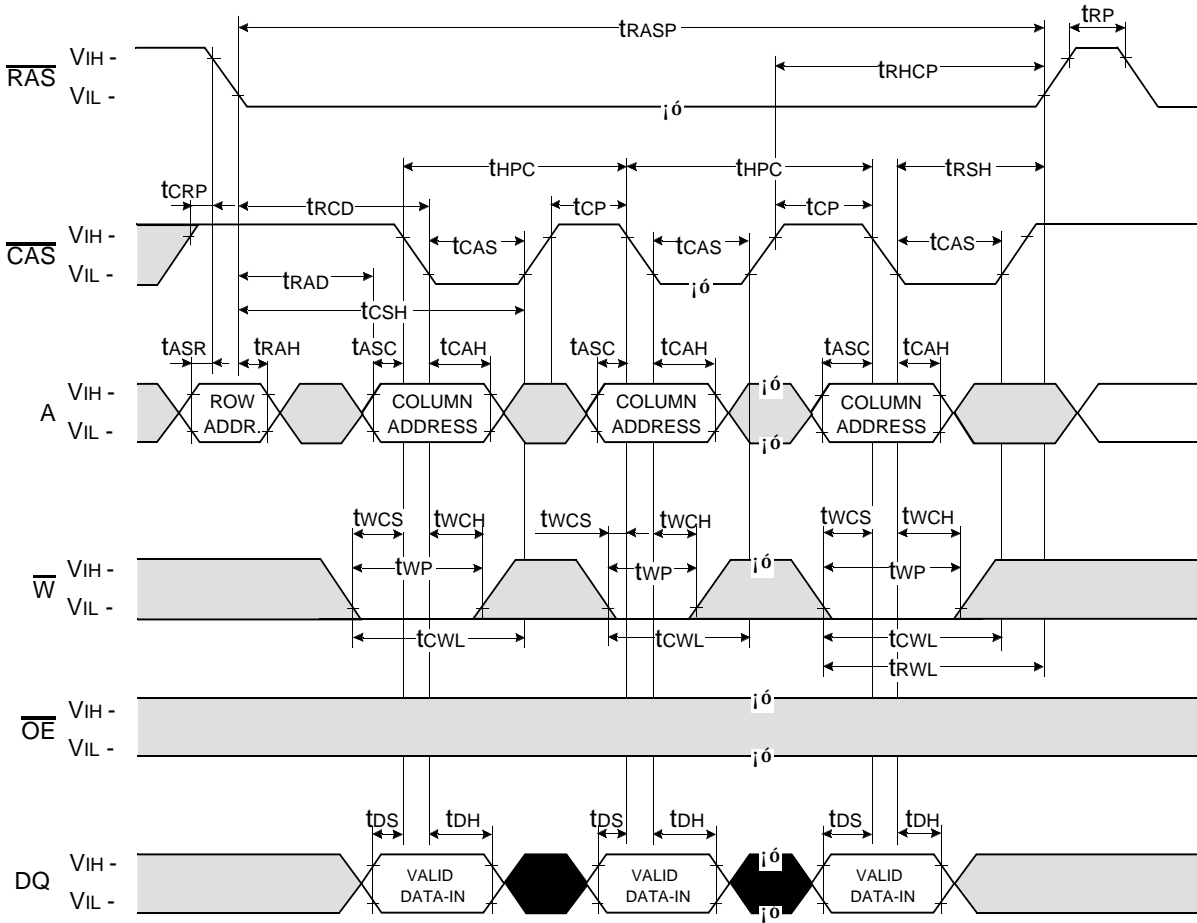 tRP
tRASP
VIH -
RAS
tRHCP
VIL -
¡ó
tHPC
tHPC
tRSH
tCRP
tRCD
tCP
tCP
VIH -
CAS
tCAS
tCAS
tCAS
VIL -
tRAD
¡ó
tCSH
tASR
tRAH
tASC
tCAH
tASC
tCAH
tASC
tCAH
VIH -
¡ó
A
ROW
ADDR.
COLUMN
ADDRESS
COLUMN
ADDRESS
COLUMN
ADDRESS
VIL -
¡ó
tWCS
tWCH
tWCS
tWCH
tWCS
tWCH
VIH -
¡ó
W
tWP
tWP
tWP
VIL -
tCWL
tCWL
tCWL
tRWL
VIH -
¡ó
OE
VIL -
¡ó
tDS
tDH
tDS
tDH
tDS
tDH
VIH -
¡ó
DQ
VALID
DATA-IN
VALID
DATA-IN
VALID
DATA-IN
VIL -
¡ó